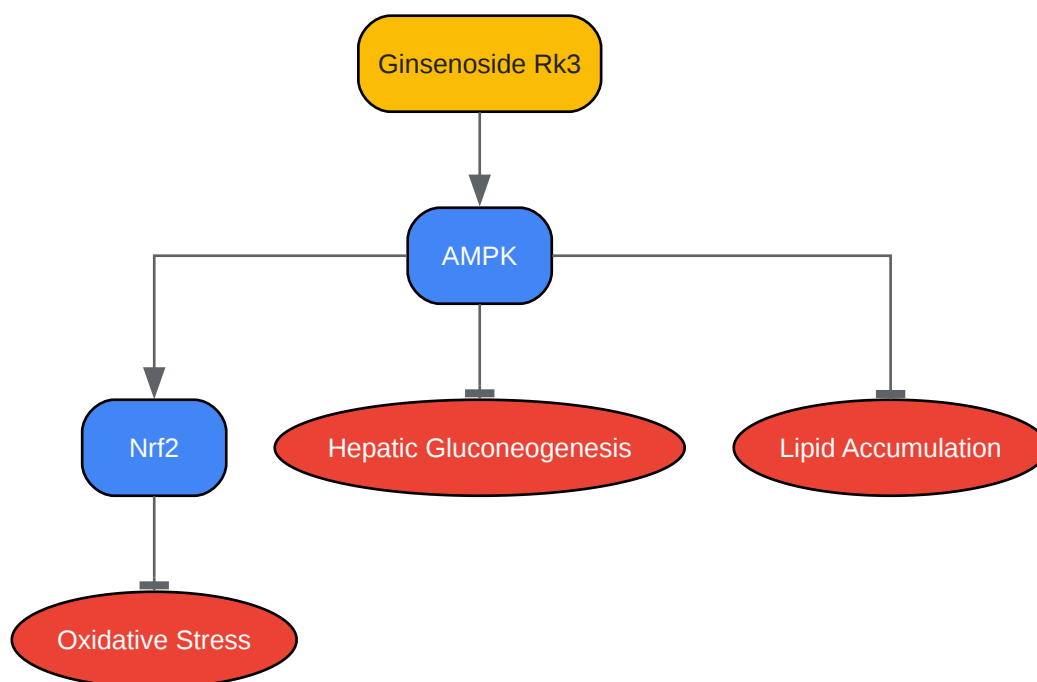 Ginsenoside Rk3
AMPK
Nrf2
Hepatic Gluconeogenesis
Lipid Accumulation
Oxidative Stress